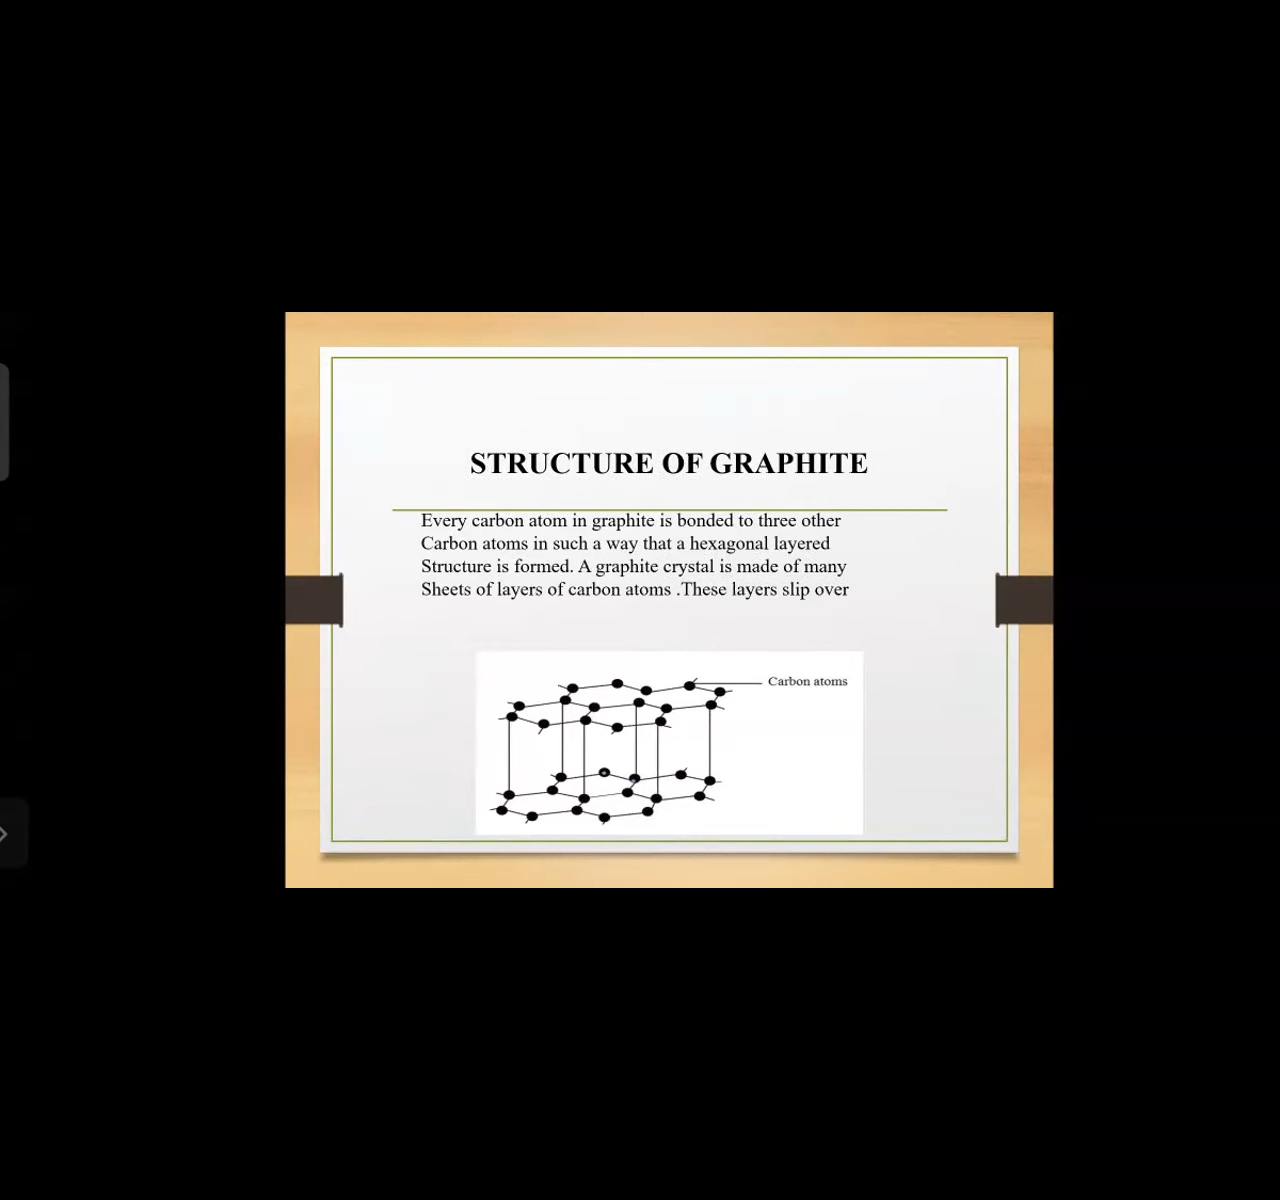 STRUCTURE OF GRAPHITE
Every carbon atom in graphite is bonded to three other
Carbon atoms in such a way that a hexagonal layered
Structure is formed. A graphite crystal is made of many
Sheets of layers of carbon atoms .These layers slip over
Carbon atoms